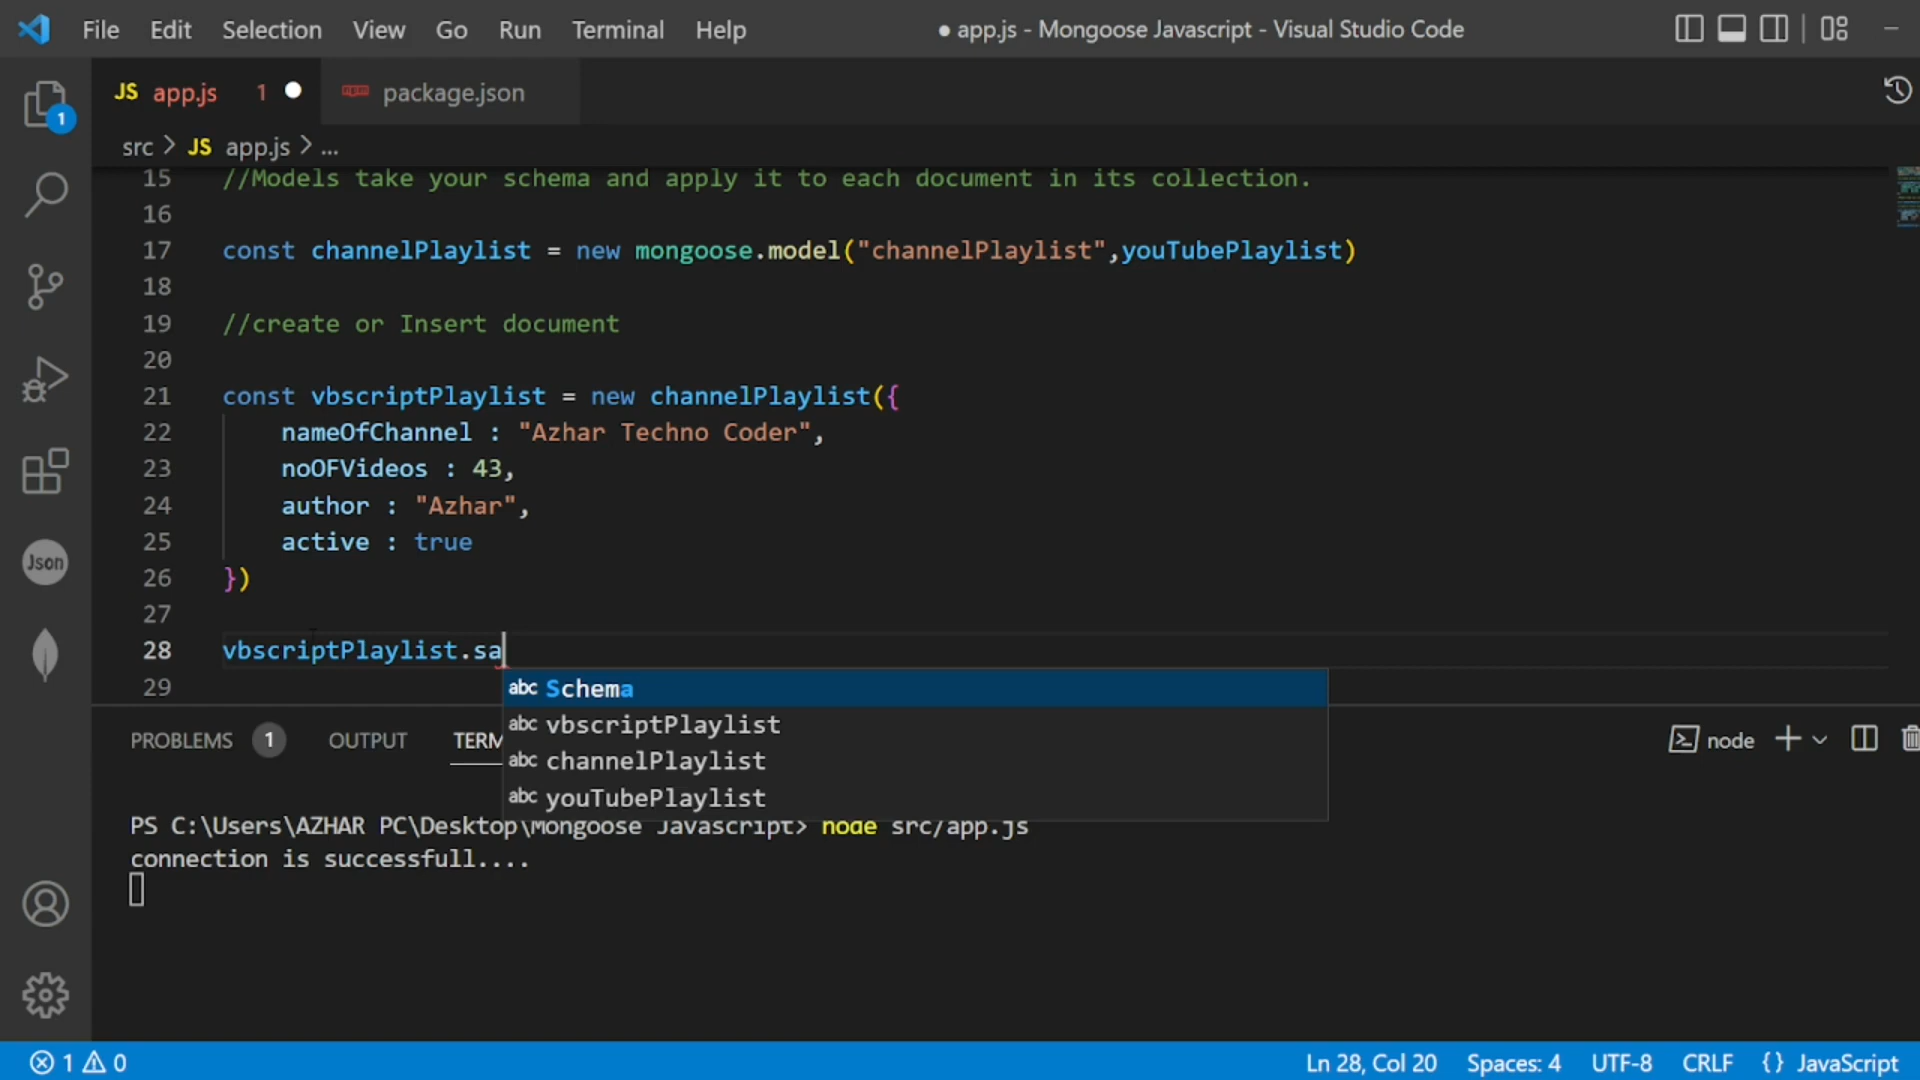 File Edit Selection View Go Run Terminal Help ● app.js - Mongoose Javascript - Visual Studio Code
JS app.js 1 package.json
1
src > JS app.js > ...
15 //Models take your schema and apply it to each document in its collection.
16
17 const channelPlaylist = new mongoose.model("channelPlaylist",youTubePlaylist)
18
19 //create or Insert document
20
21 const vbscriptPlaylist = new channelPlaylist({
22 nameOfChannel : "Azhar Techno Coder",
23 noOFVideos : 43,
24 author : "Azhar",
25 active : true
26 })
27
28 vbscriptPlaylist.sa
29
Json
abc Schema
abc vbscriptPlaylist
abc channelPlaylist
abc youTubePlaylist
PROBLEMS 1 OUTPUT TERM node
PS C:\Users\AZHAR PC\Desktop\Mongoose Javascript> node src/app.js
connection is successfull....
1 0 Ln 28, Col 20 Spaces: 4 UTF-8 CRLF {} JavaScript